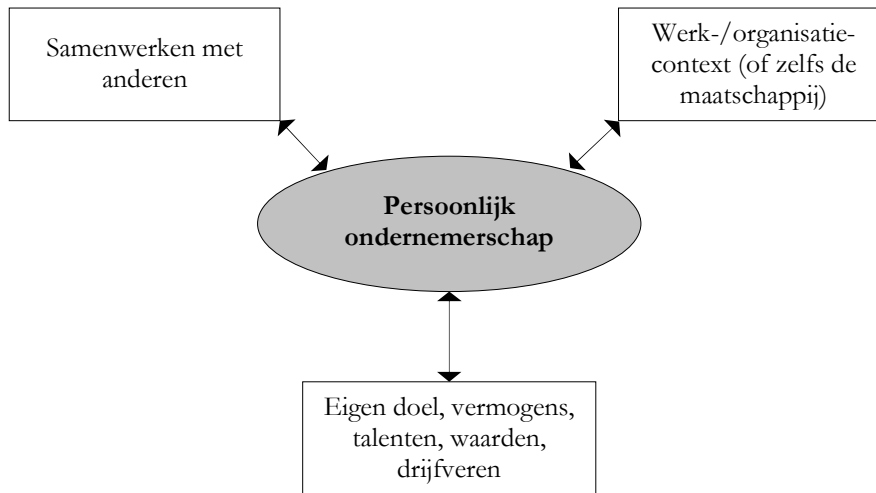 Samenwerken met
anderen
Werk-/organisatie-
context (of zelfs de
maatschappij)
Persoonlijk
ondernemerschap
Eigen doel, vermogens,
talenten, waarden,
drijfveren